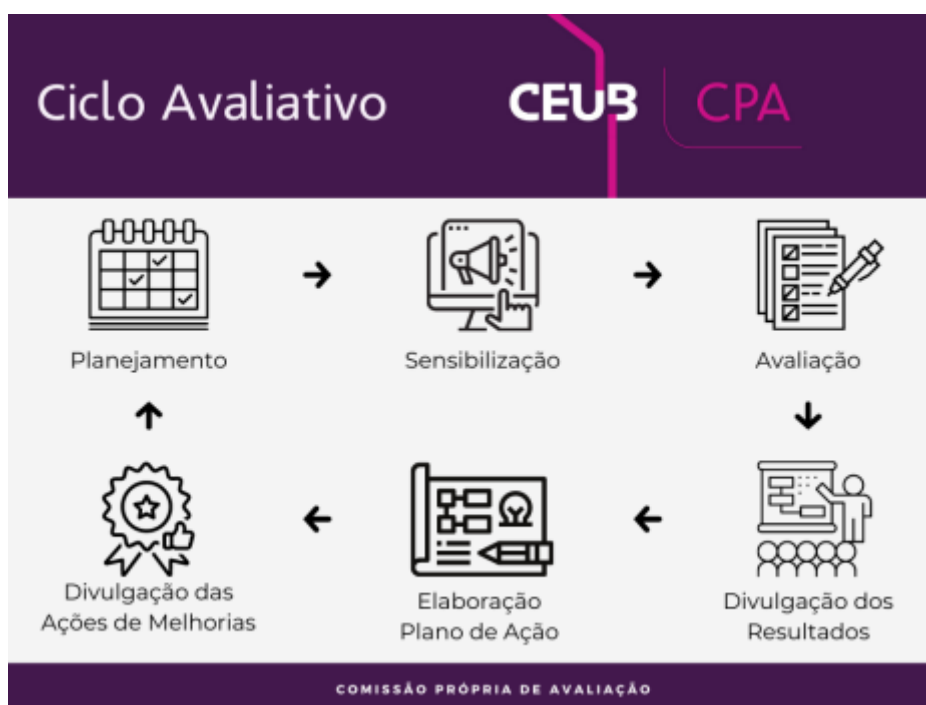 Ciclo Avaliativo
CEUB
CPA
Planejamento
Sensibilização
Avaliação
Divulgação das
Ações de Melhorias
Elaboração
Plano de Ação
Divulgação dos
Resultados
COMISSÃO PRÓPRIA DE AVALIAÇÃO